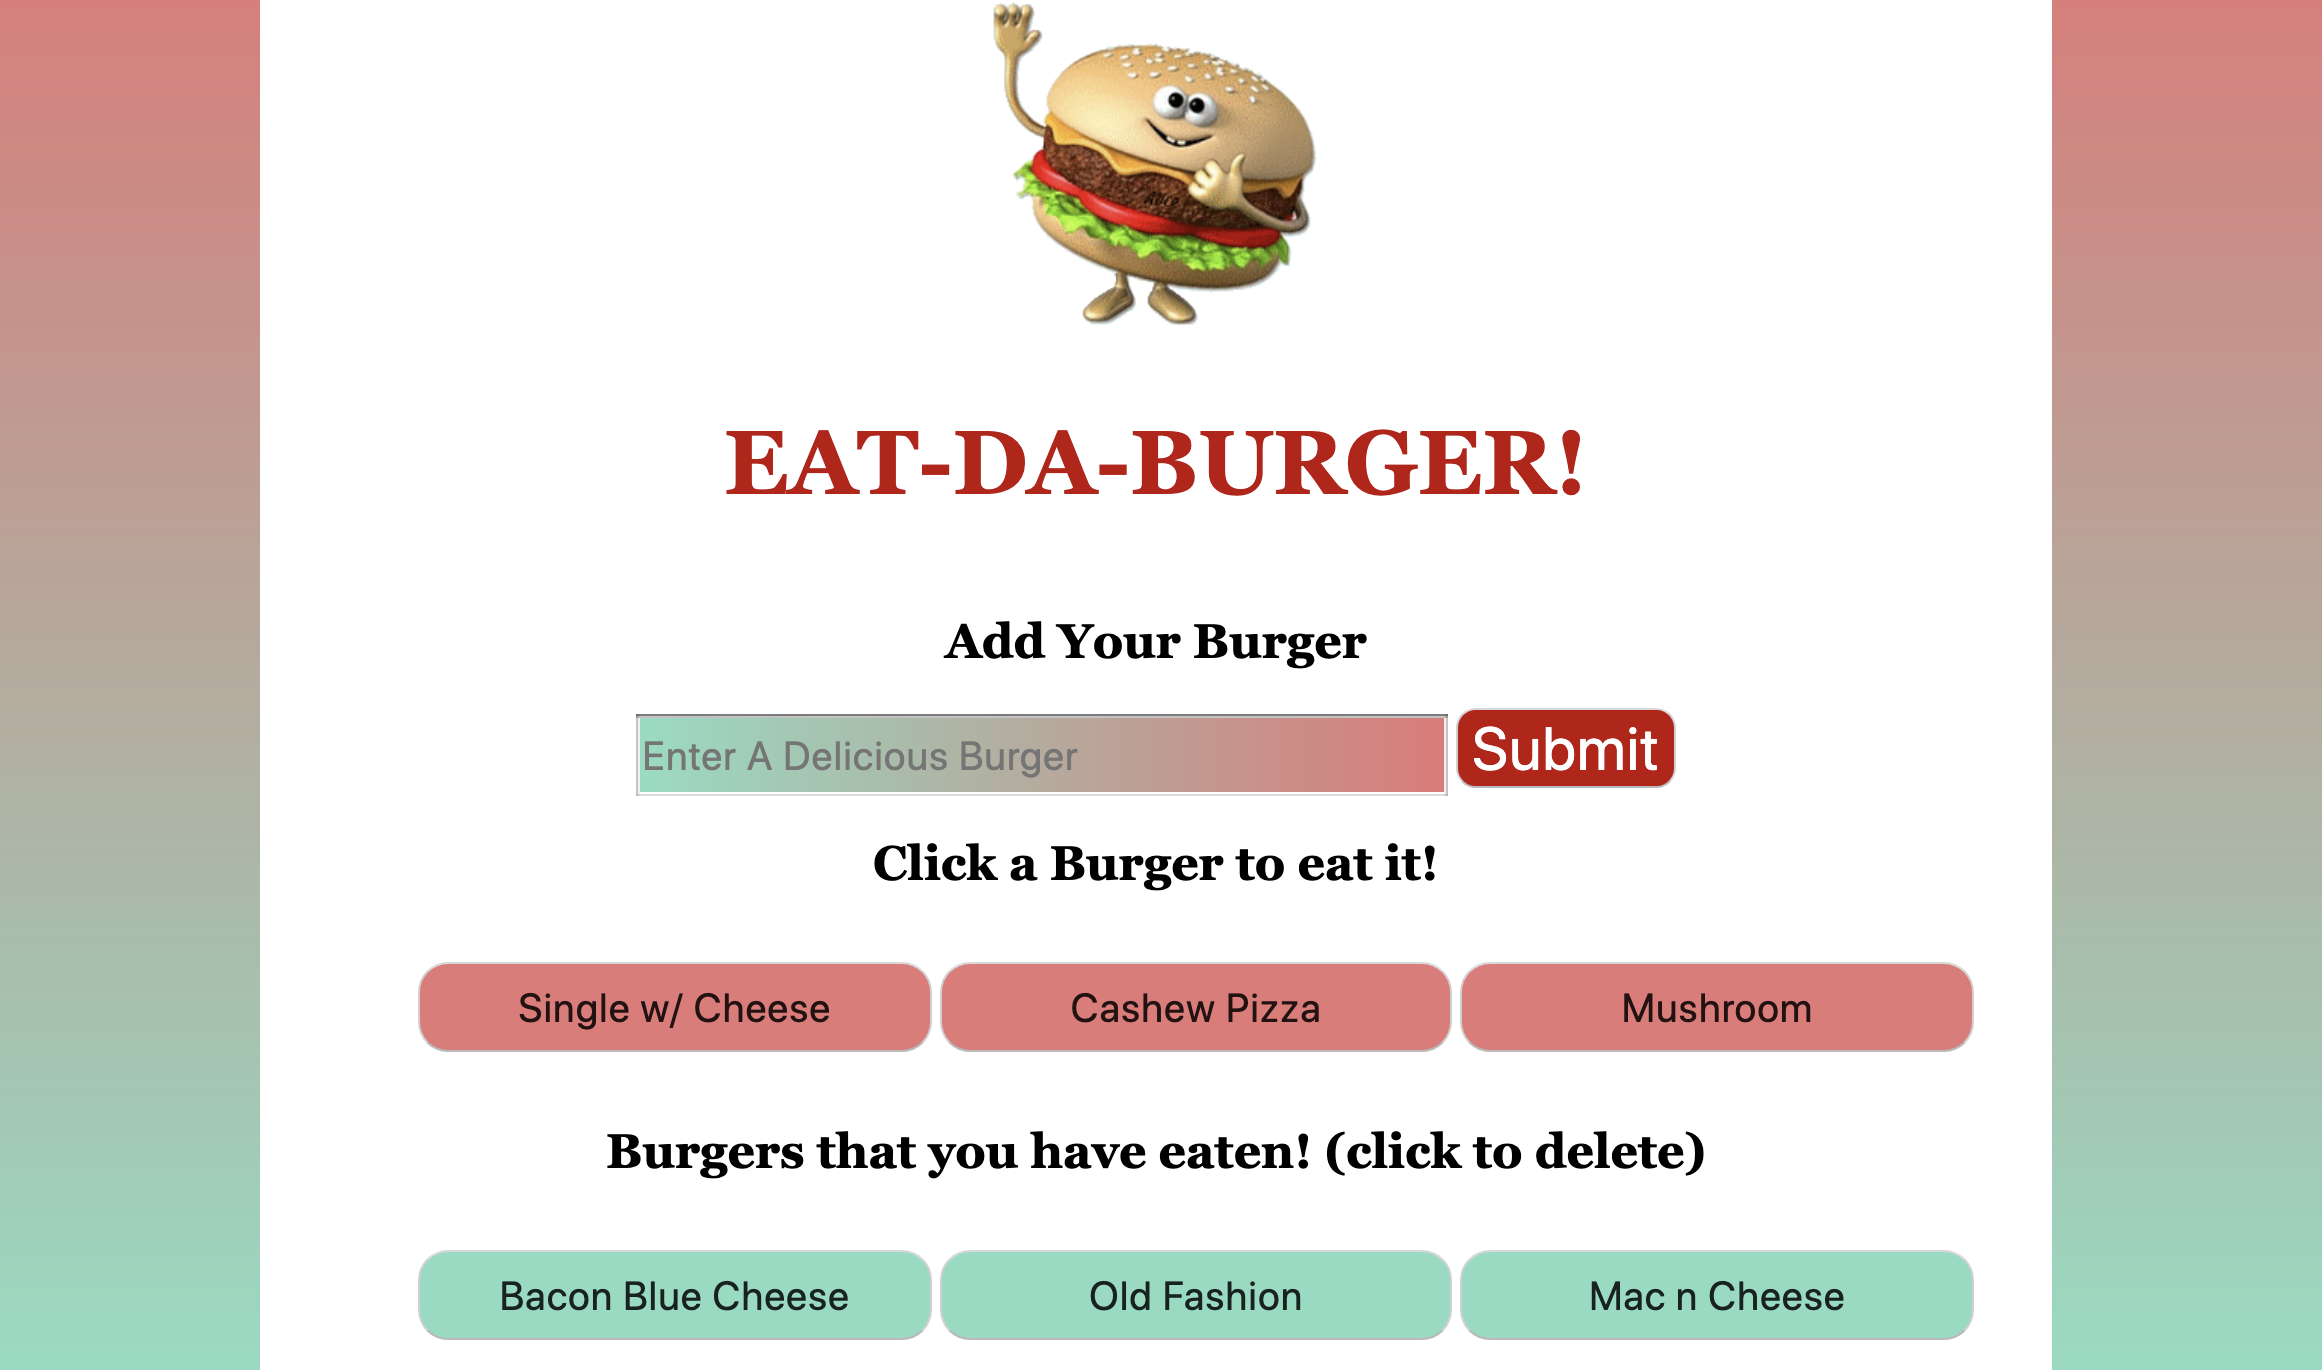 EAT-DA-BURGER!
Add Your Burger
Enter A Delicious Burger Submit
Click a Burger to eat it!
Single w/ Cheese Cashew Pizza Mushroom
Burgers that you have eaten! (click to delete)
Bacon Blue Cheese Old Fashion Mac n Cheese